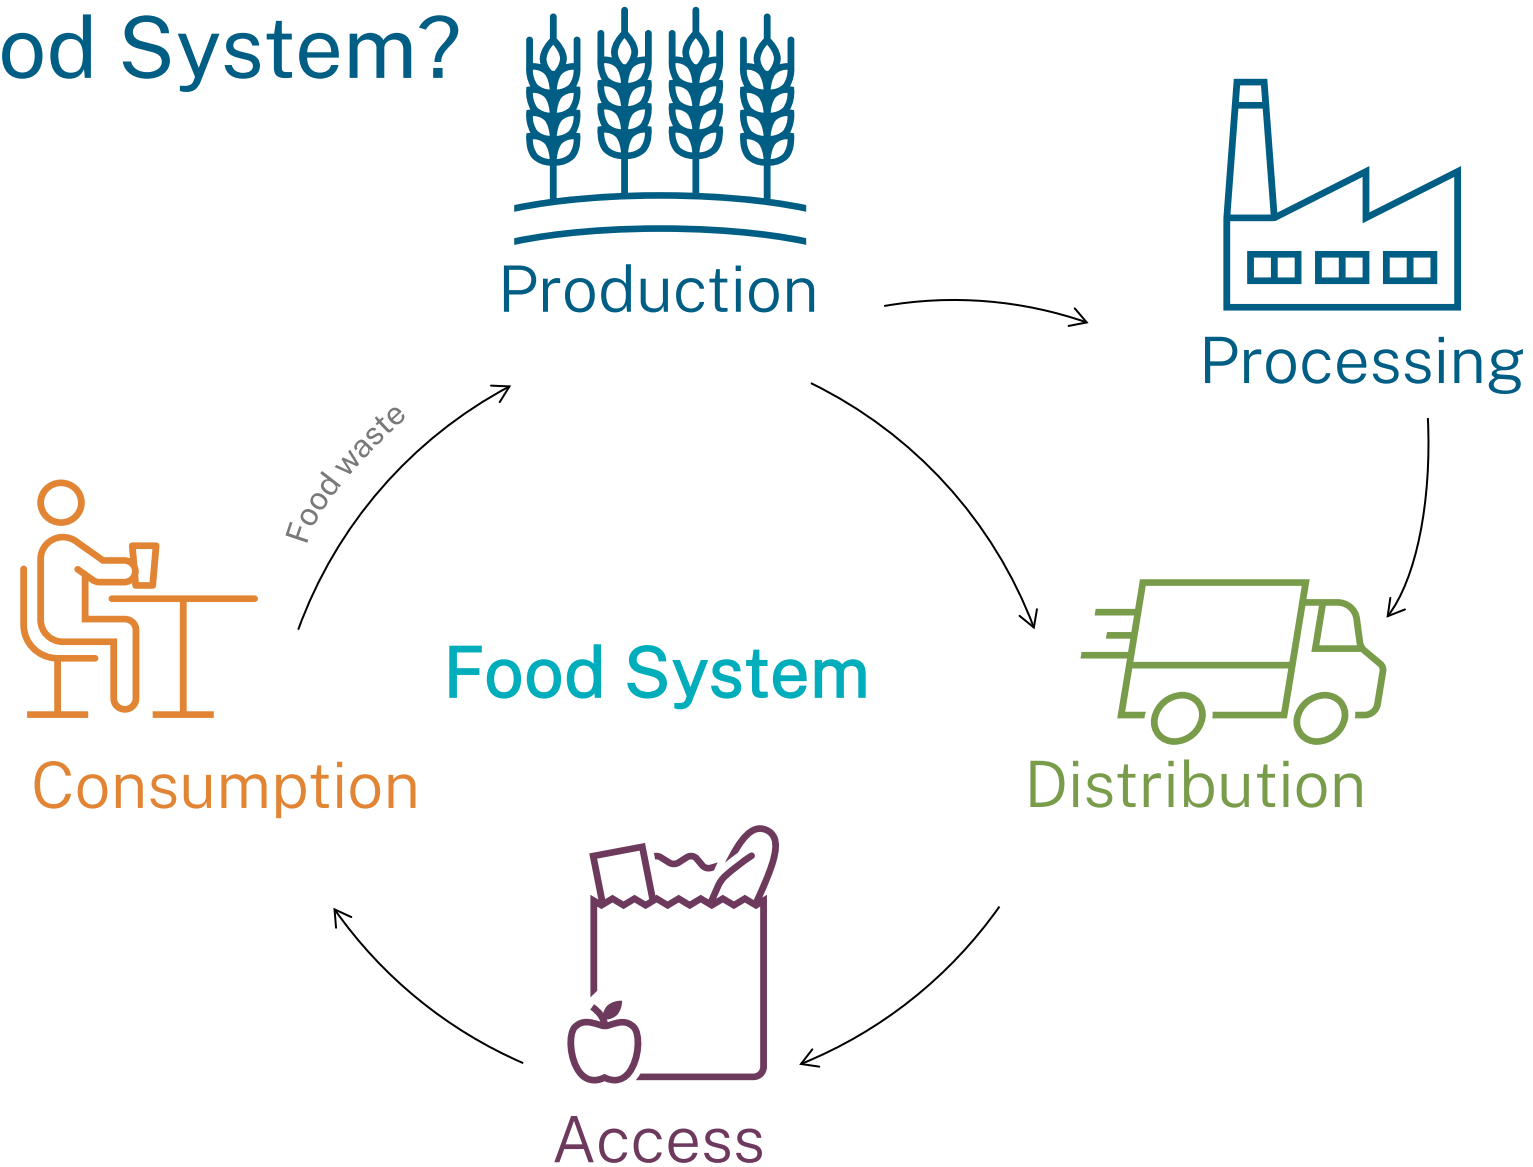 od System?
Production
Processing
Food waste
Food System
Consumption
Distribution
Access